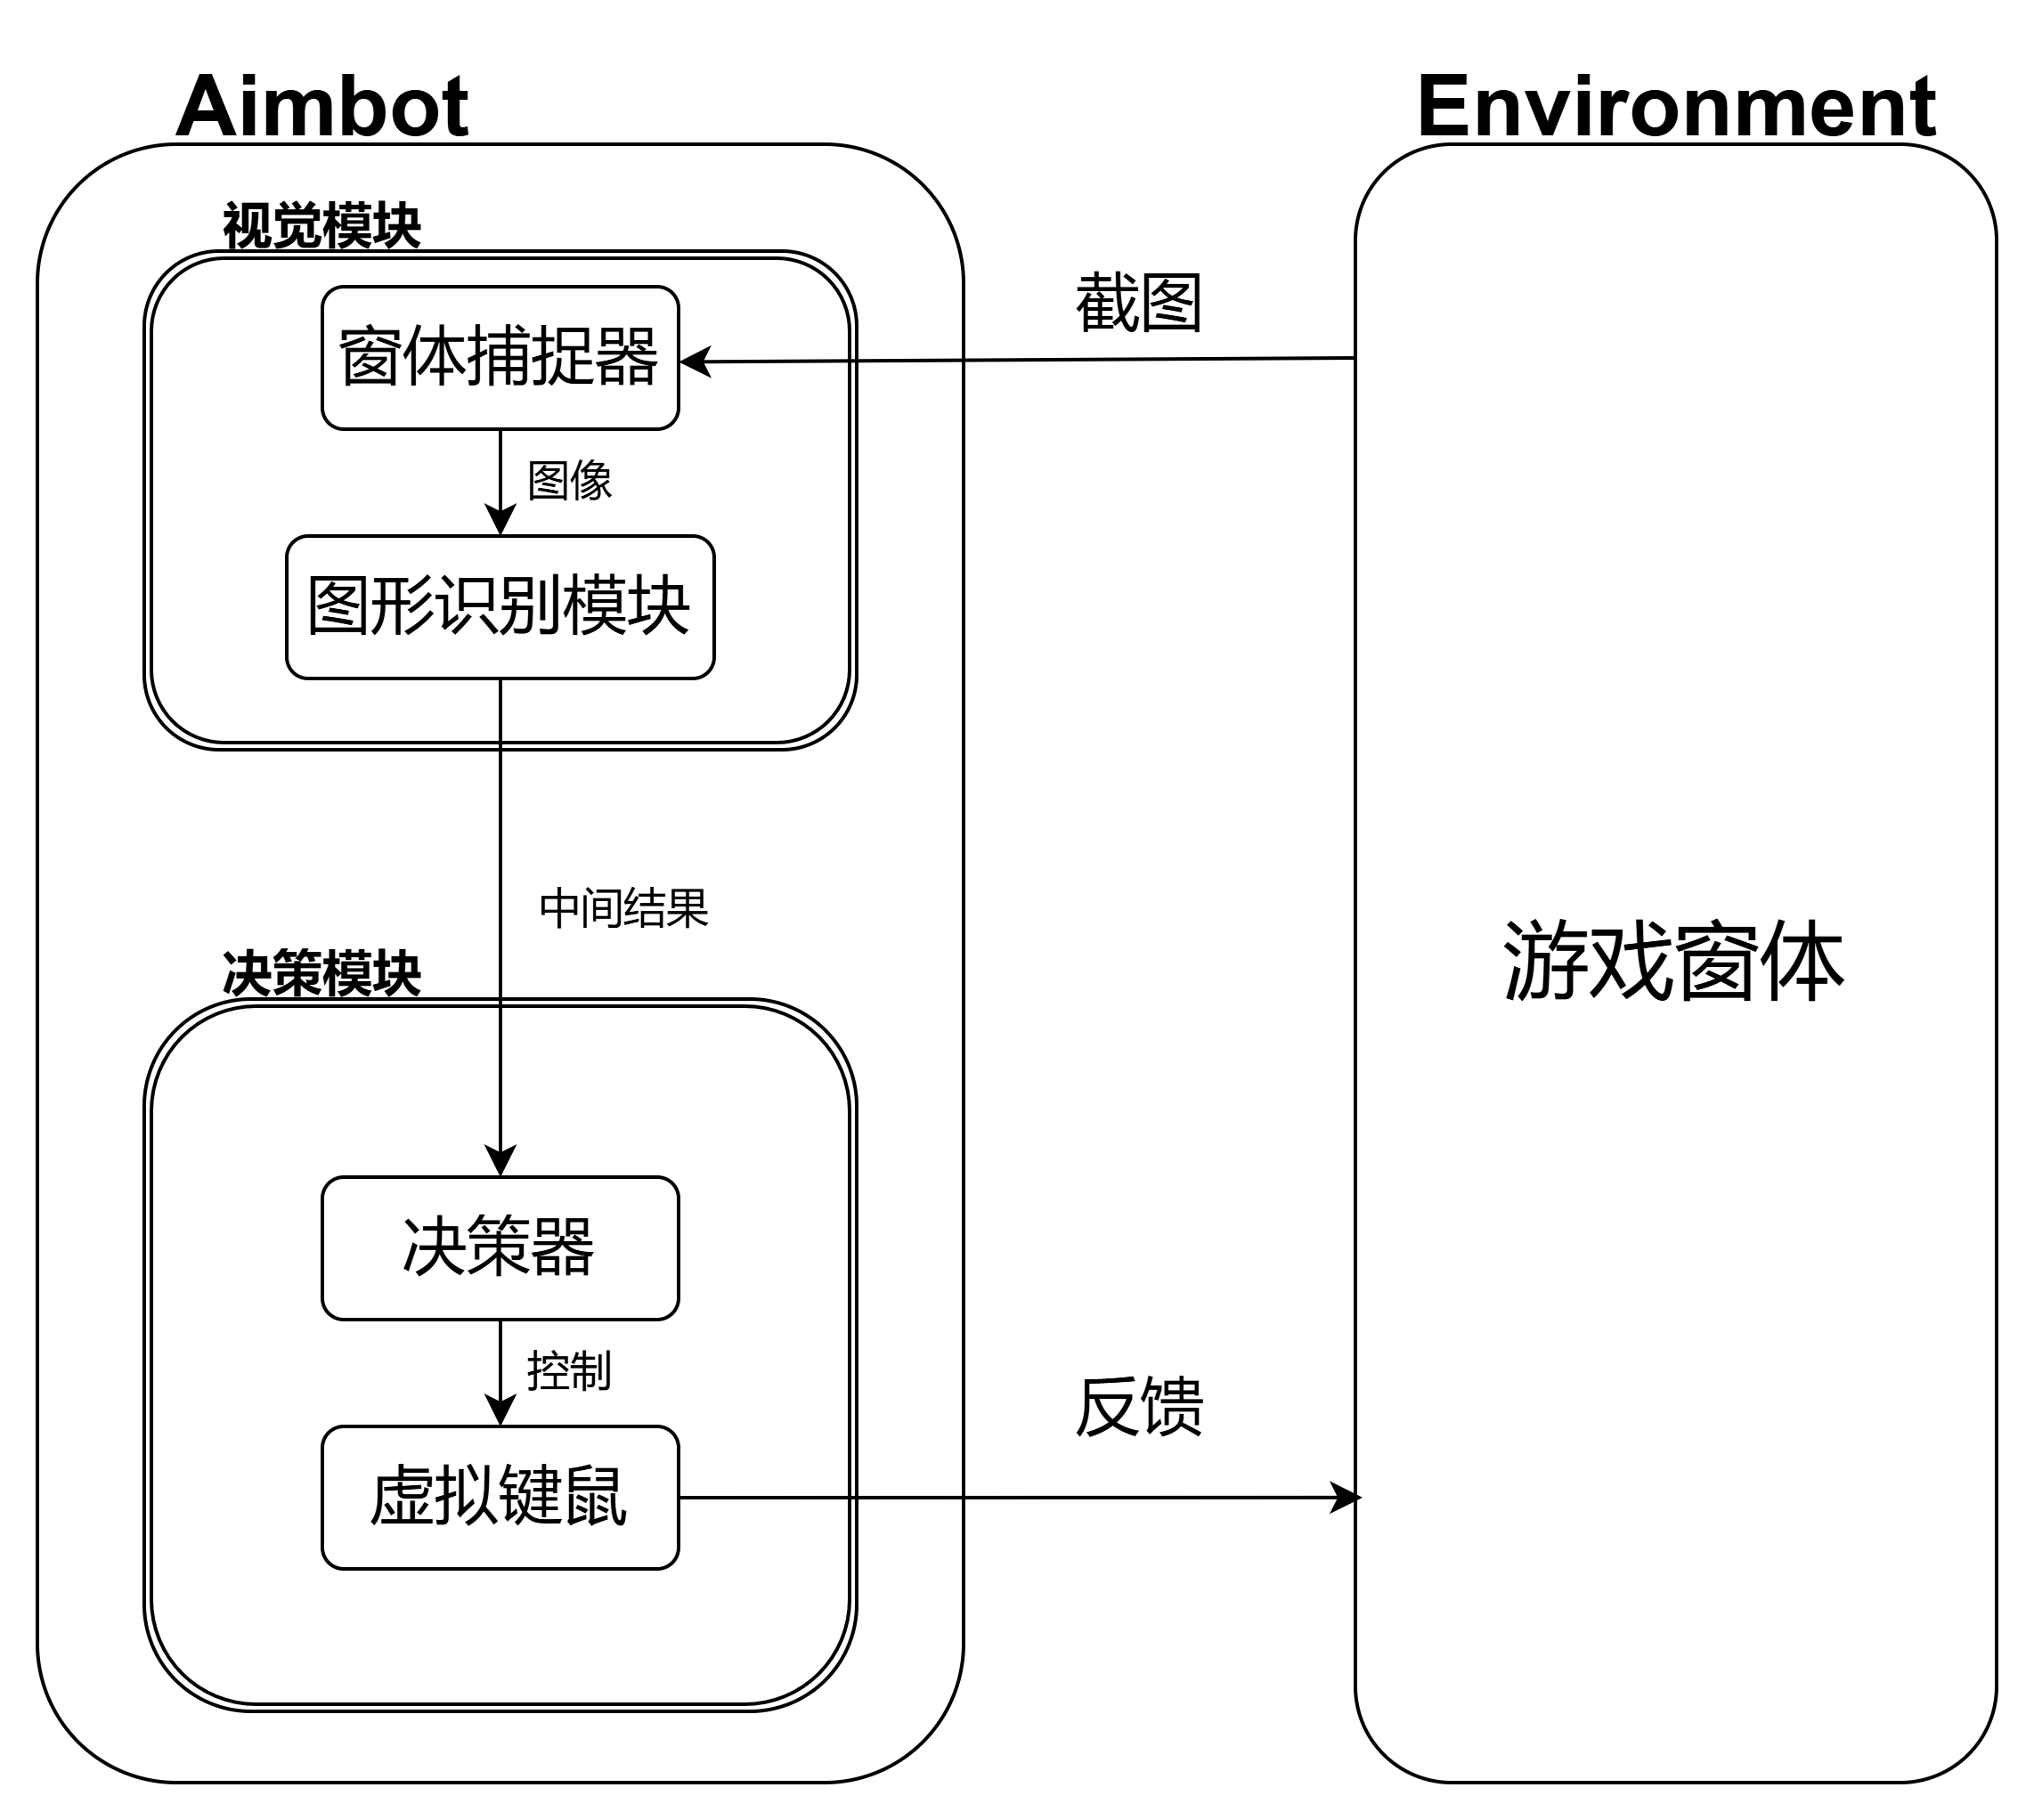 Aimbot
Environment
视觉模块
截图
窗体捕捉器
图像
图形识别模块
中间结果
游戏窗体
决策模块
决策器
控制
反馈
虚拟键鼠